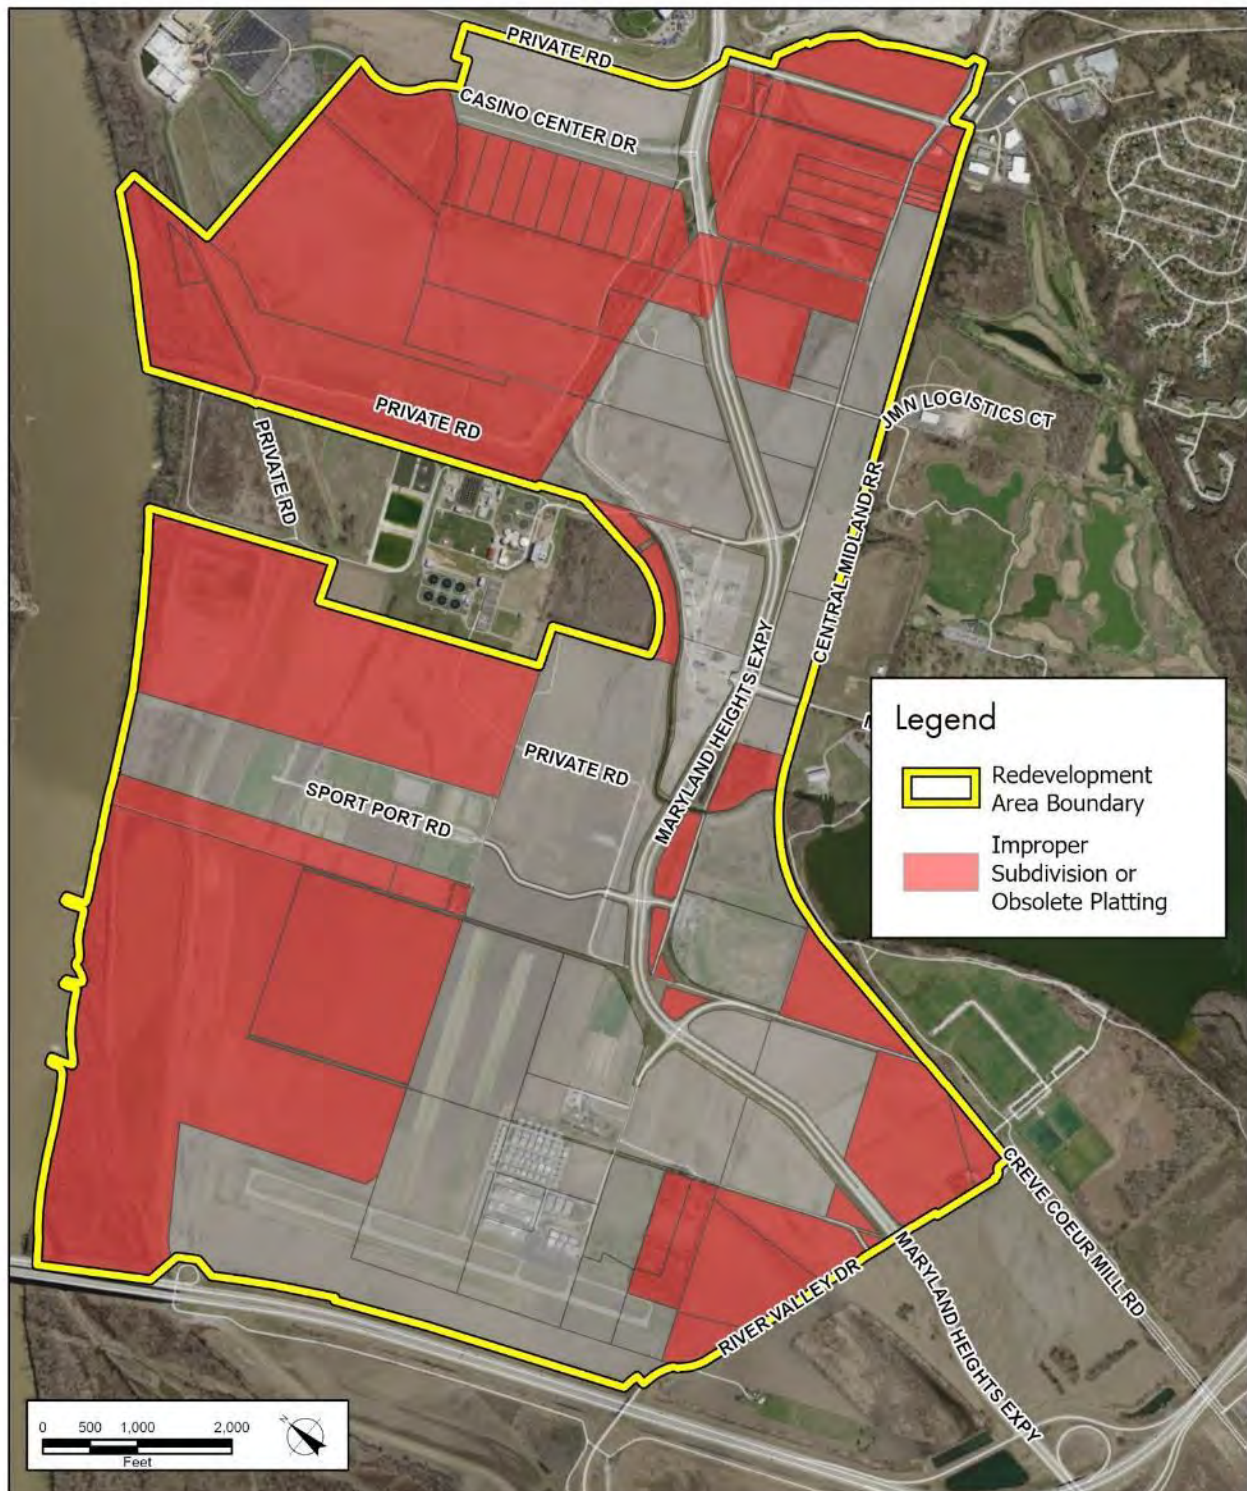 PRIVATE RD
CASINO CENTER DR
JMN LOGISTICS CT
PRIVATE RD
PRIVATE RD
CENTRAL MIDLAND RR
MARYLAND HEIGHTS EXPY
PRIVATE RD
SPORT PORT RD
Legend
Redevelopment
Area Boundary
Improper
Subdivision or
Obsolete Platting
CREVE COEUR MILL RD
RIVER VALLEY DR
MARYLAND HEIGHTS EXPY
0 500 1,000 2,000
Feet
N